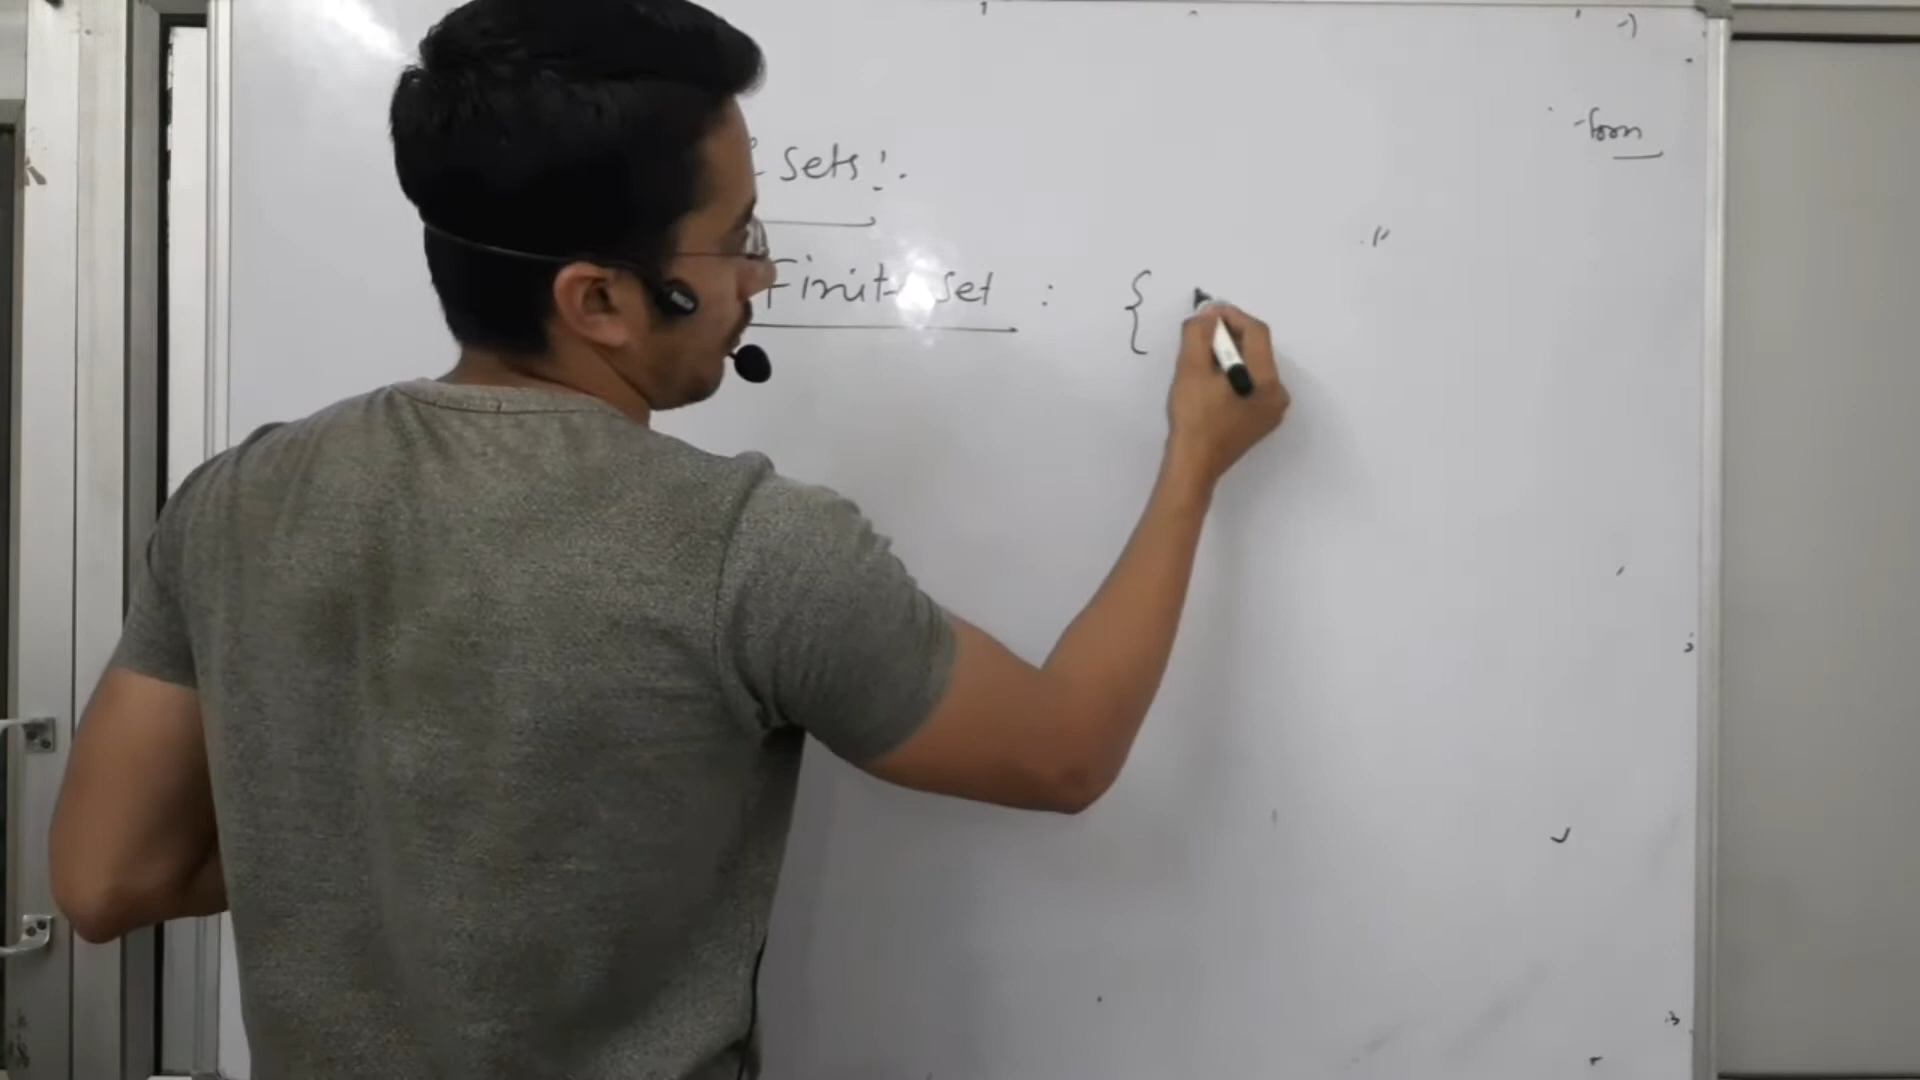 form
Sets :
Finite Set : {